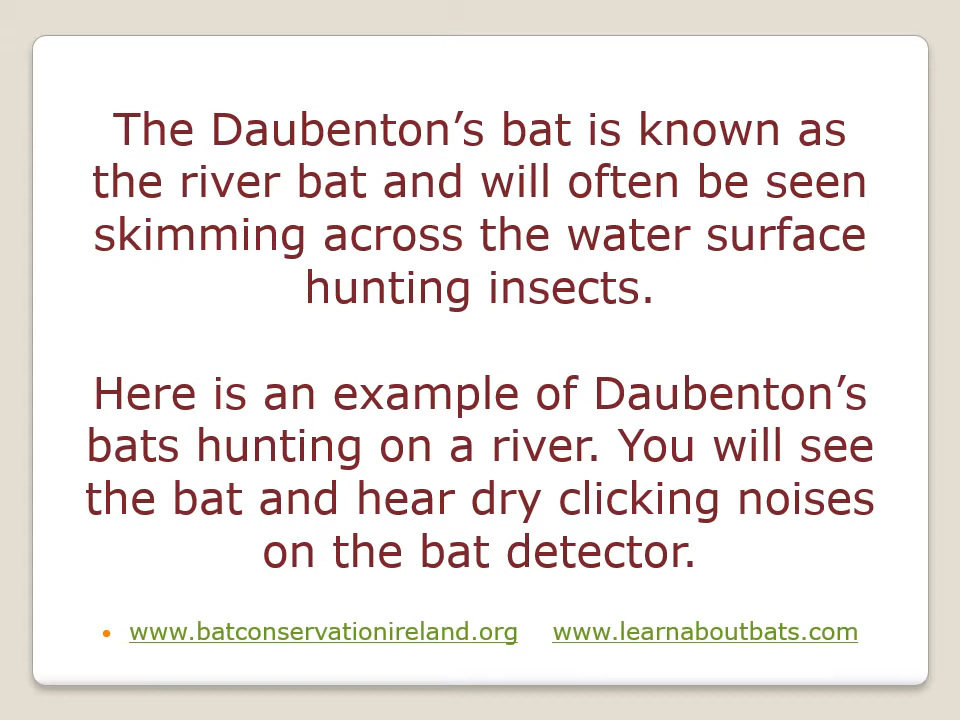 The Daubenton’s bat is known as
the river bat and will often be seen
skimming across the water surface
hunting insects.
Here is an example of Daubenton’s
bats hunting on a river. You will see
the bat and hear dry clicking noises
on the bat detector.
• www.batconservationireland.org www.learnaboutbats.com